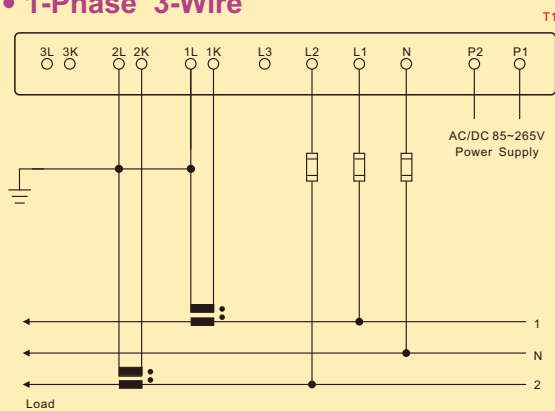 • 1-Phase 3-Wire
T1
3L 3K 2L 2K 1L 1K L3 L2 L1 N P2 P1
AC/DC 85~265V
Power Supply
1
N
2
Load